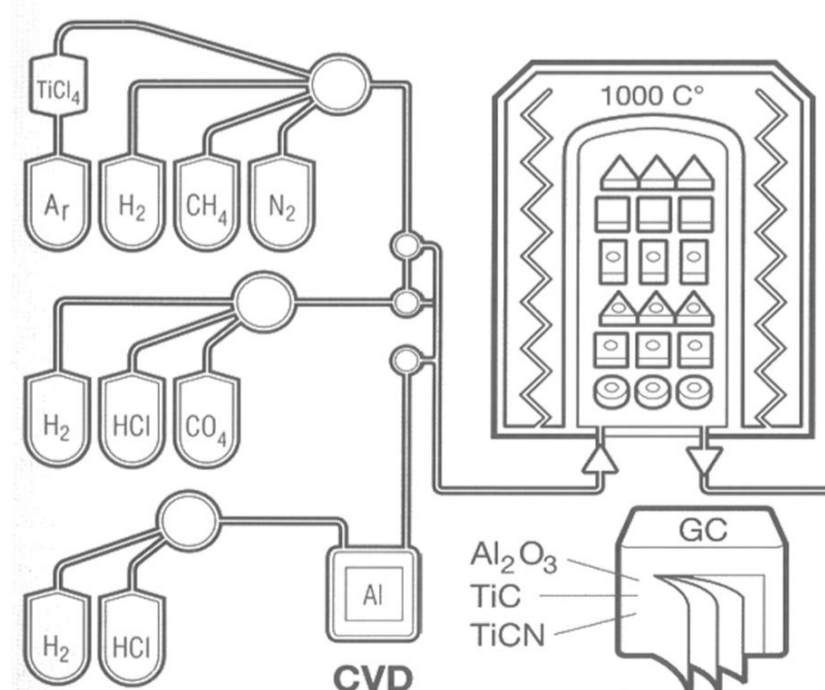 TiCl₄
1000 C°
Ar
H₂
CH₄
N₂
H₂
HCl
CO₄
H₂
HCl
Al
CVD
GC
Al₂O₃
TiC
TiCN